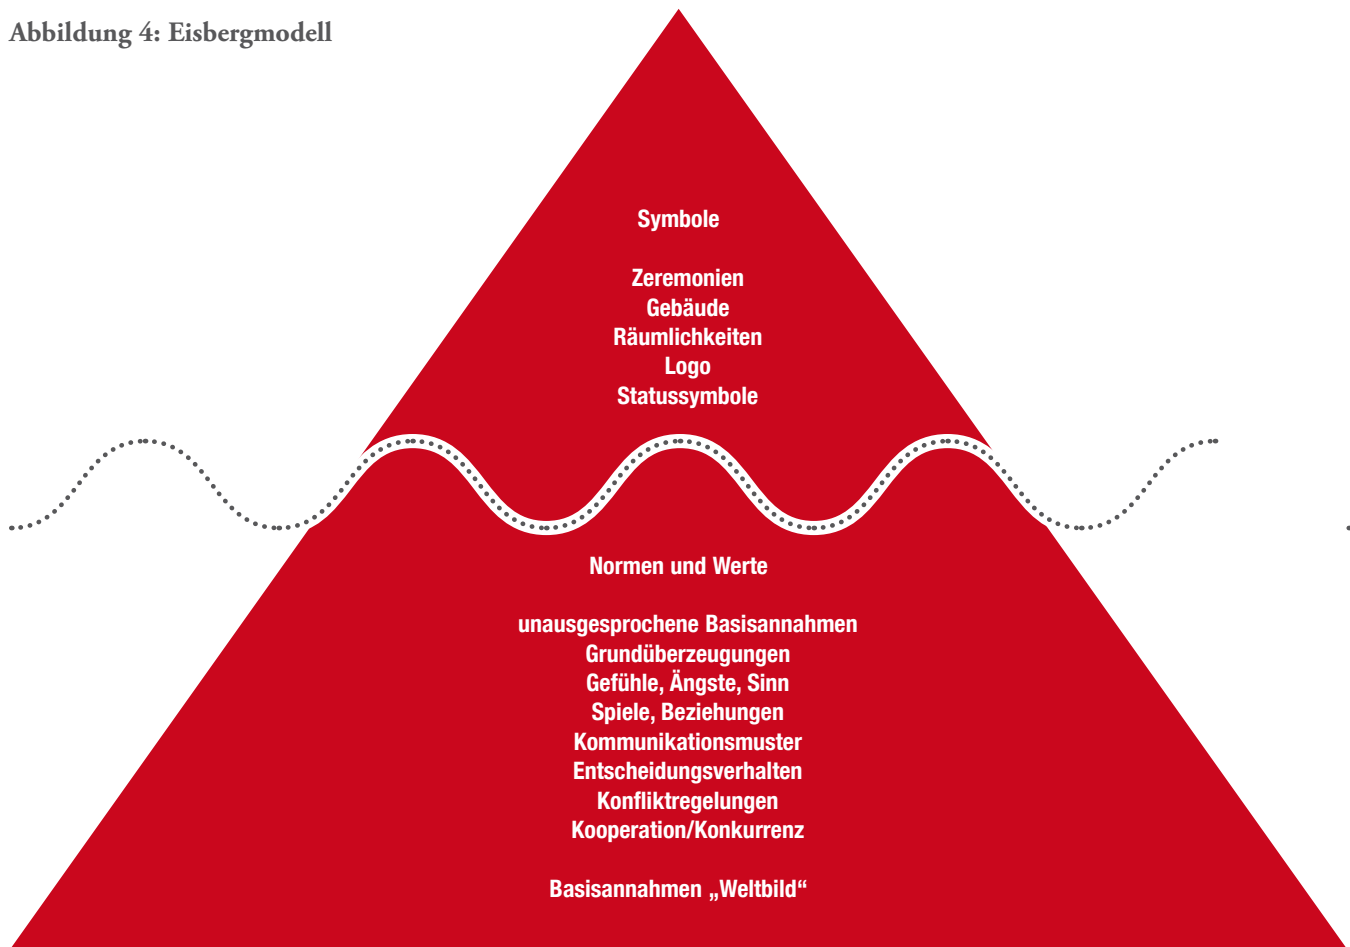 Abbildung 4: Eisbergmodell
Symbole
Zeremonien
Gebäude
Räumlichkeiten
Logo
Statussymbole
Normen und Werte
unausgesprochene Basisannahmen
Grundüberzeugungen
Gefühle, Ängste, Sinn
Spiele, Beziehungen
Kommunikationsmuster
Entscheidungsverhalten
Konfliktregelungen
Kooperation/Konkurrenz
Basisannahmen „Weltbild“